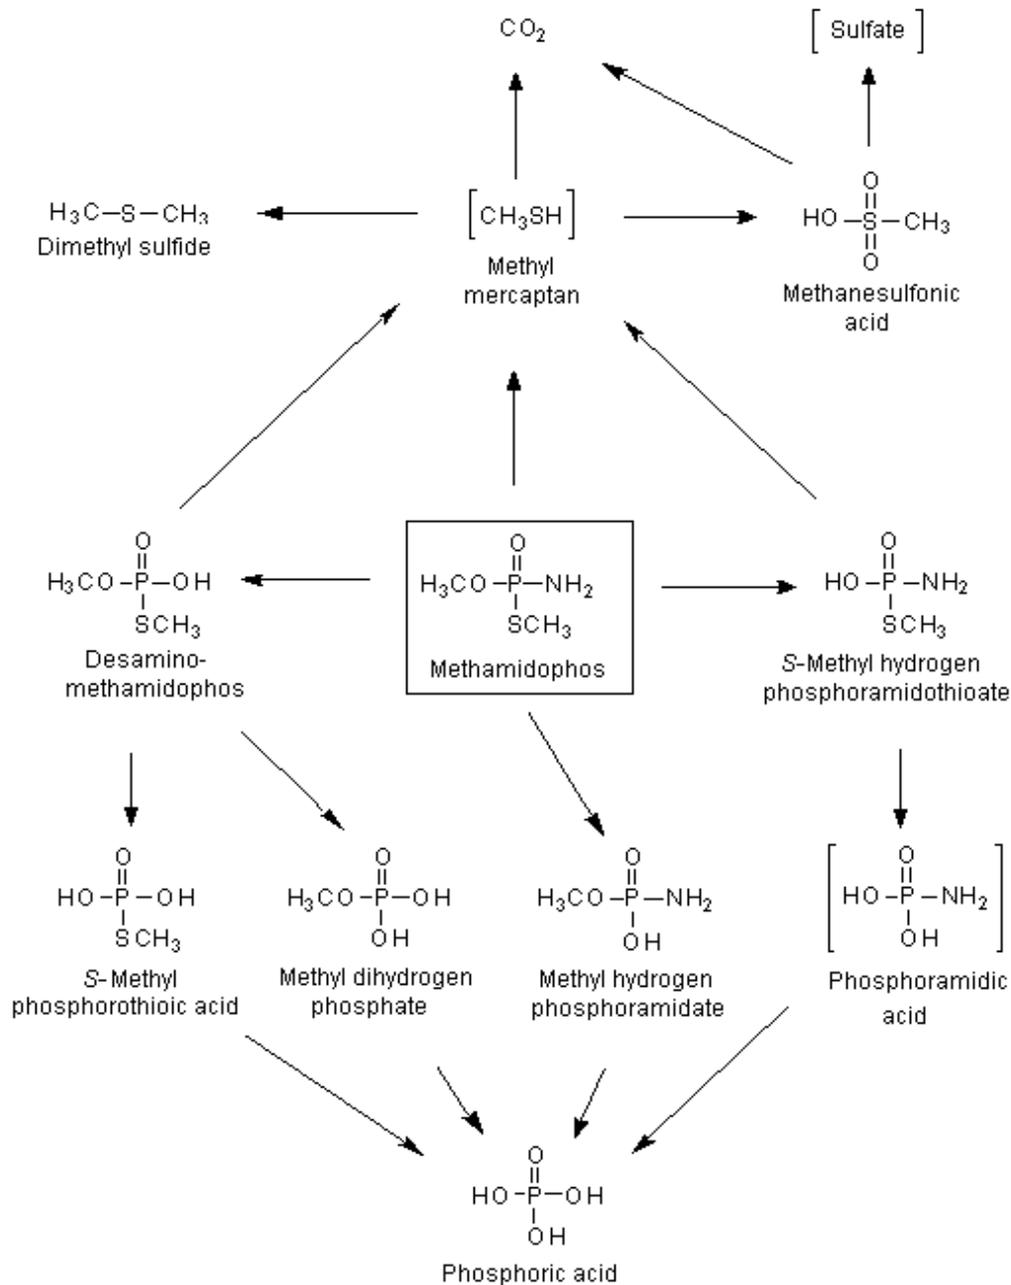 CO2
[ Sulfate ]
O
HO–S–CH3
O
H3C–S–CH3
Dimethyl sulfide
[CH3SH]
Methyl
mercaptan
Methanesulfonic
acid
O
H3CO–P–OH
SCH3
Desamino-
methamidophos
O
H3CO–P–NH2
SCH3
Methamidophos
O
HO–P–NH2
SCH3
S-Methyl hydrogen
phosphoramidothioate
O
HO–P–OH
SCH3
S-Methyl
phosphorothioic acid
O
H3CO–P–OH
OH
Methyl dihydrogen
phosphate
O
H3CO–P–NH2
OH
Methyl hydrogen
phosphoramidate
O
HO–P–NH2
OH
Phosphoramidic
acid
O
HO–P–OH
OH
Phosphoric acid